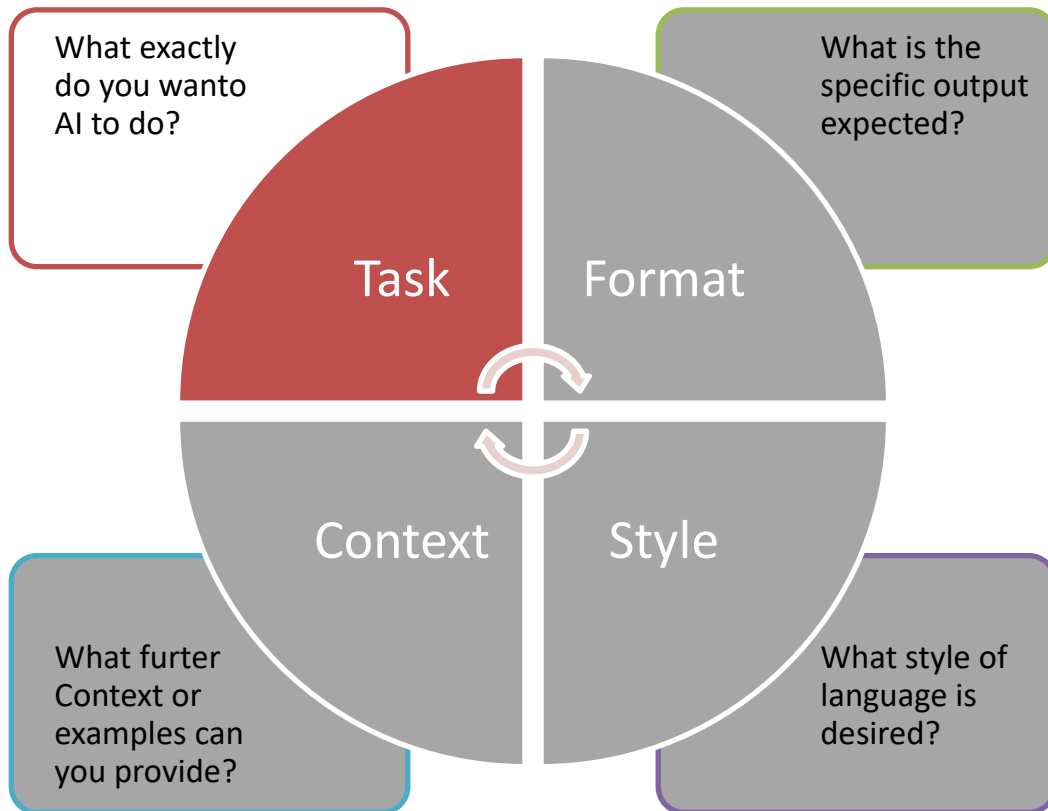 What exactly
do you wanto
AI to do?
What is the
specific output
expected?
Task
Format
Context
Style
What furter
Context or
examples can
you provide?
What style of
language is
desired?